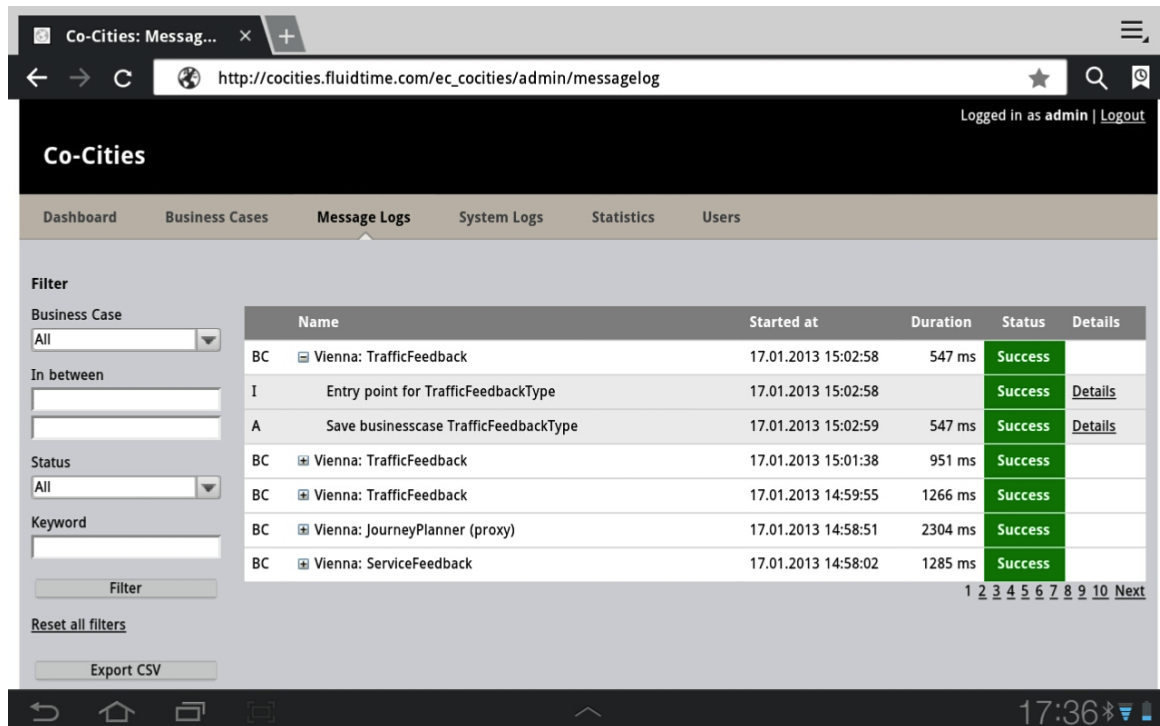 Co-Cities: Messag...
http://cocities.fluidtime.com/ec_cocities/admin/messagelog
Logged in as admin | Logout
Co-Cities
Dashboard Business Cases Message Logs System Logs Statistics Users
Filter
Business Case
All
In between
Status
All
Keyword
Filter
Reset all filters
Export CSV
Name Started at Duration Status Details
BC Vienna: TrafficFeedback 17.01.2013 15:02:58 547 ms Success
I Entry point for TrafficFeedbackType 17.01.2013 15:02:58 Success Details
A Save businesscase TrafficFeedbackType 17.01.2013 15:02:59 547 ms Success Details
BC Vienna: TrafficFeedback 17.01.2013 15:01:38 951 ms Success
BC Vienna: TrafficFeedback 17.01.2013 14:59:55 1266 ms Success
BC Vienna: JourneyPlanner (proxy) 17.01.2013 14:58:51 2304 ms Success
BC Vienna: ServiceFeedback 17.01.2013 14:58:02 1285 ms Success
1 2 3 4 5 6 7 8 9 10 Next
17:36